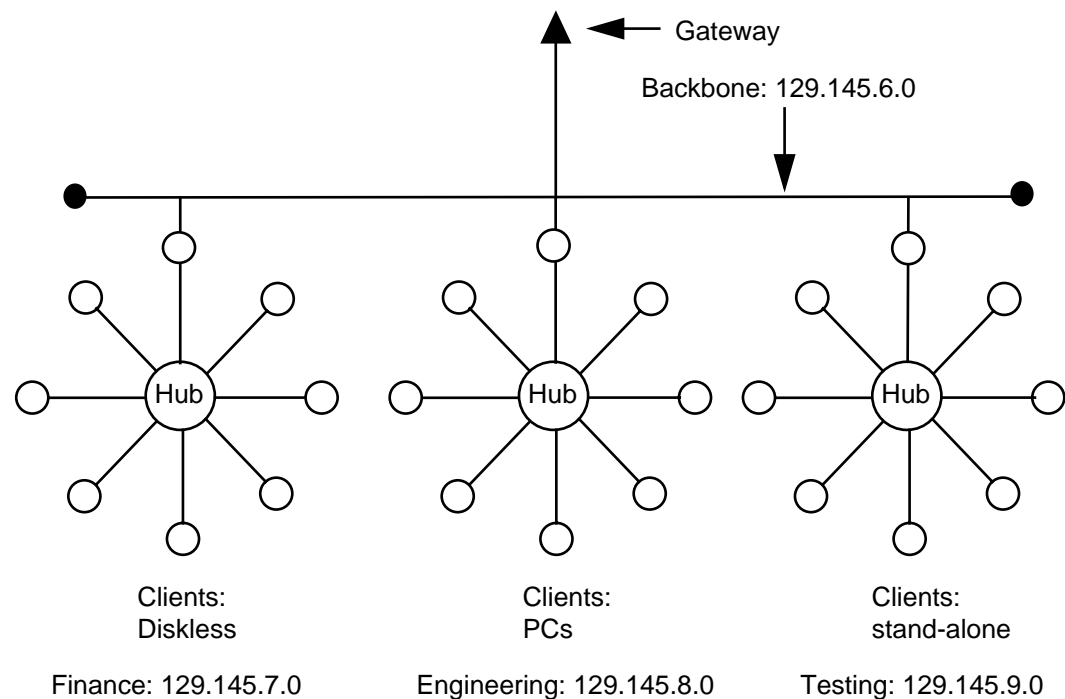 Gateway
Backbone: 129.145.6.0
Hub
Hub
Hub
Clients:
Diskless
Clients:
PCs
Clients:
stand-alone
Finance: 129.145.7.0
Engineering: 129.145.8.0
Testing: 129.145.9.0